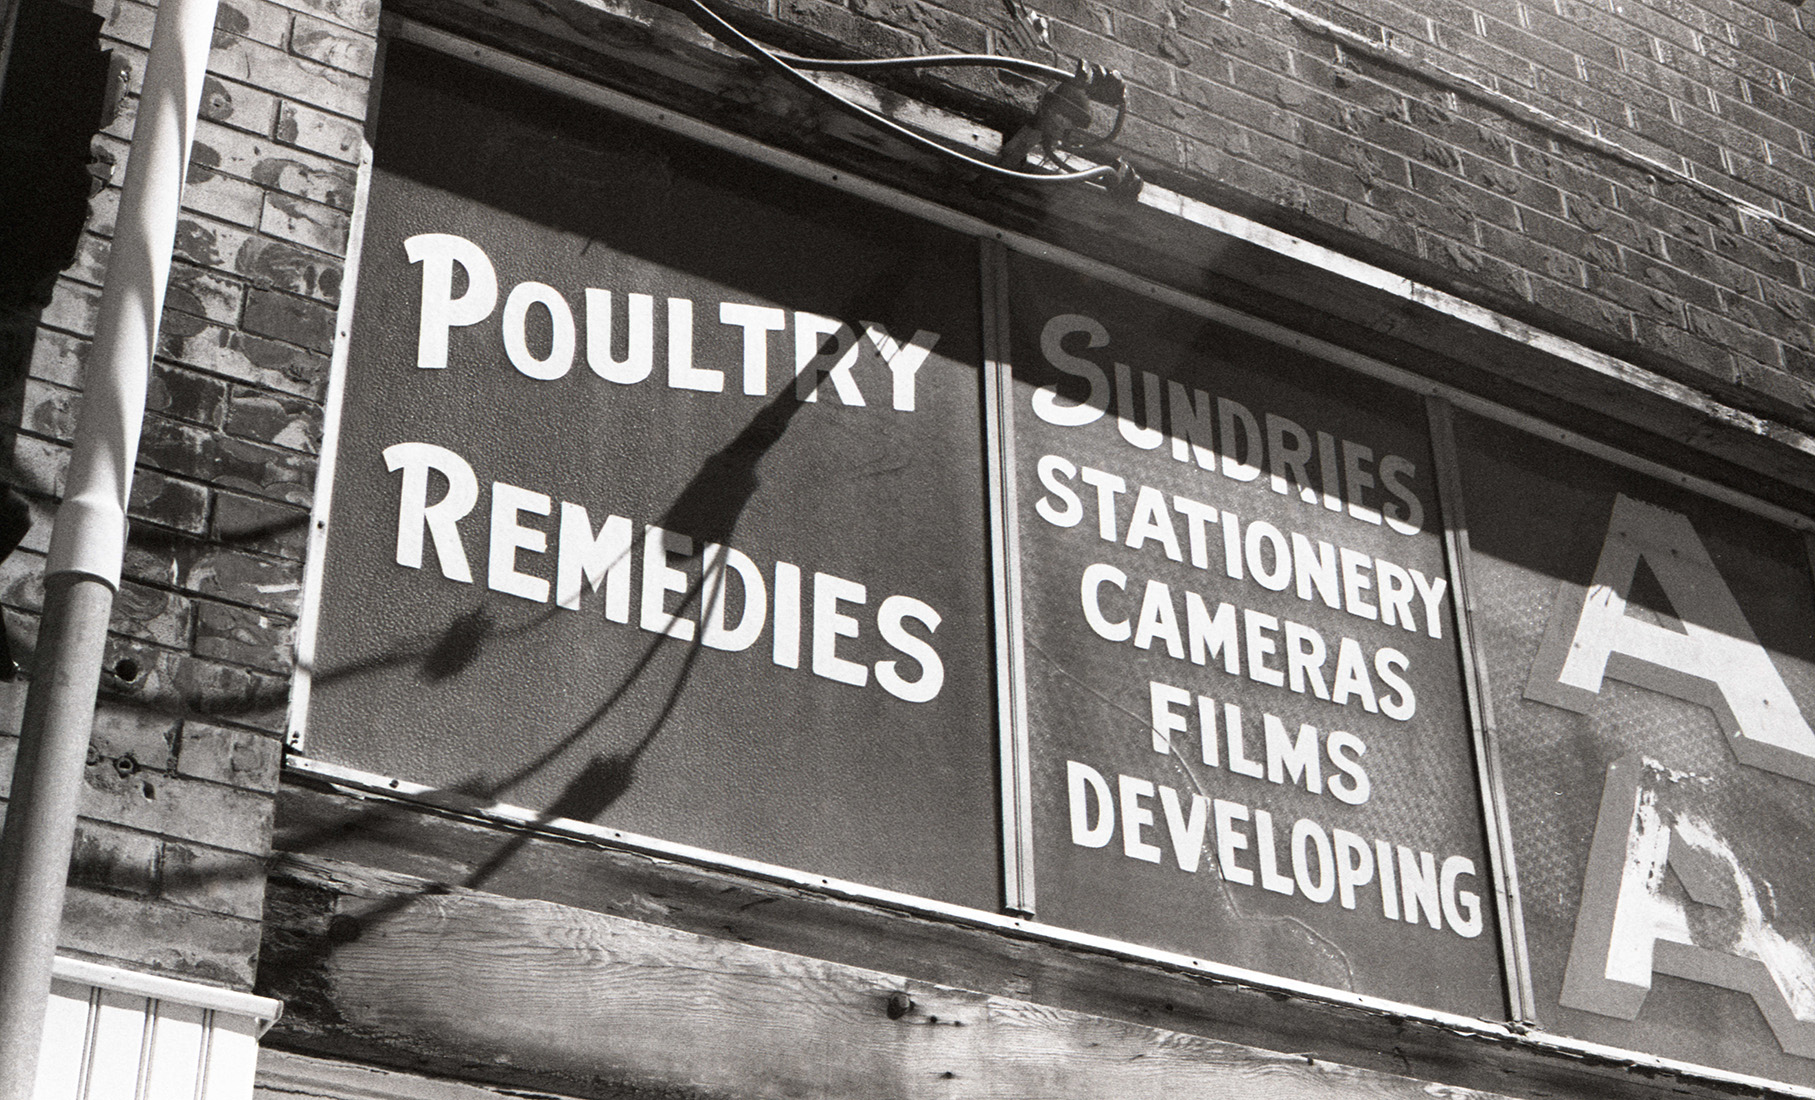 POULTRY
REMEDIES
SUNDRIES
STATIONERY
CAMERAS
FILMS
DEVELOPING
A
A